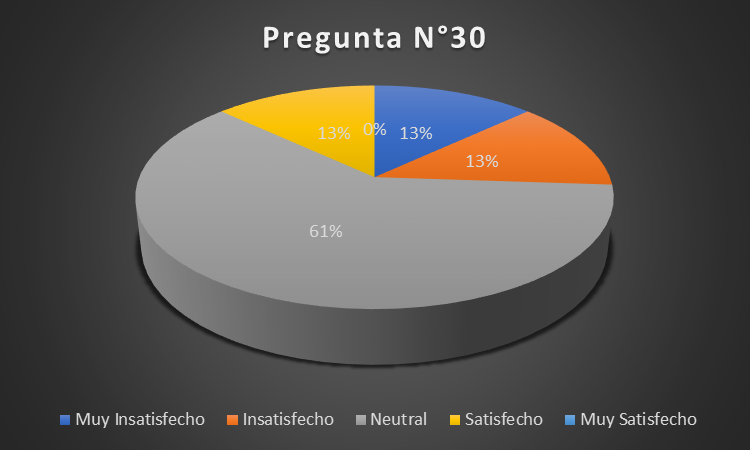 Pregunta N°30
13% 0% 13%
13%
61%
Muy Insatisfecho Insatisfecho Neutral Satisfecho Muy Satisfecho